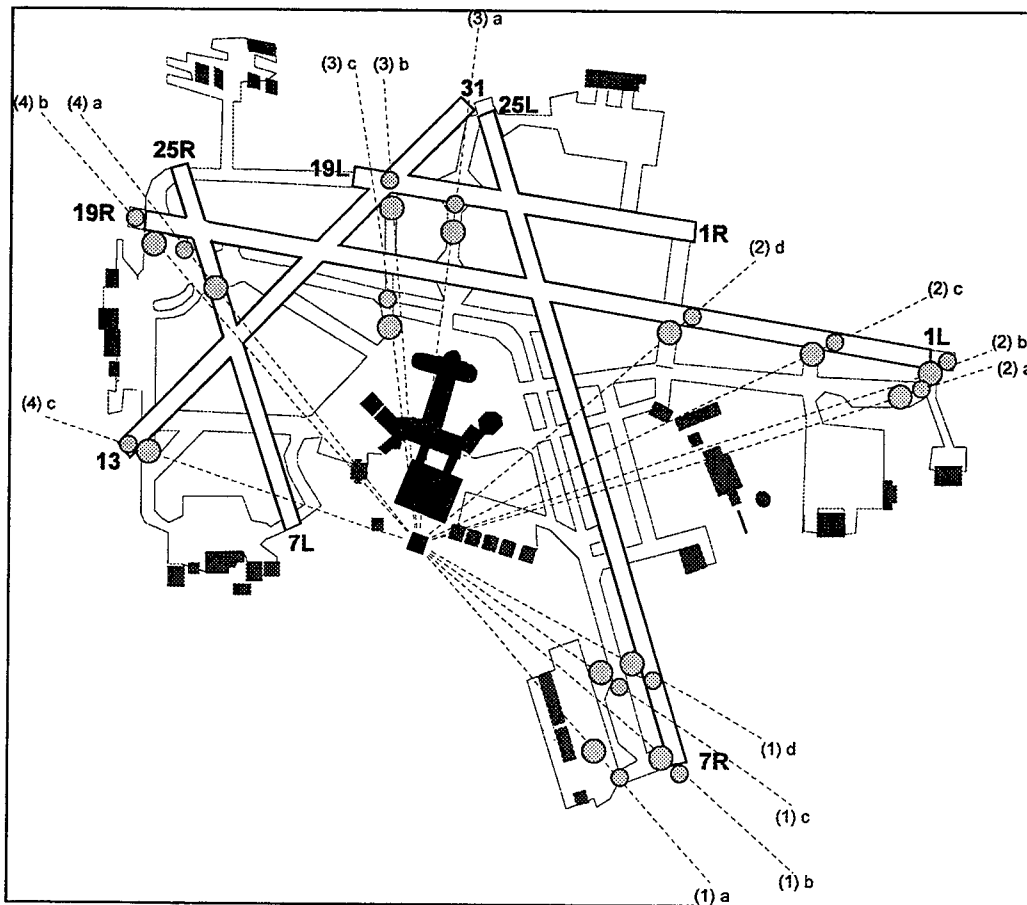 (3) a
(3) c
(3) b
(4) b
(4) a
31
25L
25R
19L
19R
1R
(2) d
(2) c
1L
(2) b
(2) a
(4) c
13
7L
7R
(1) d
(1) c
(1) b
(1) a